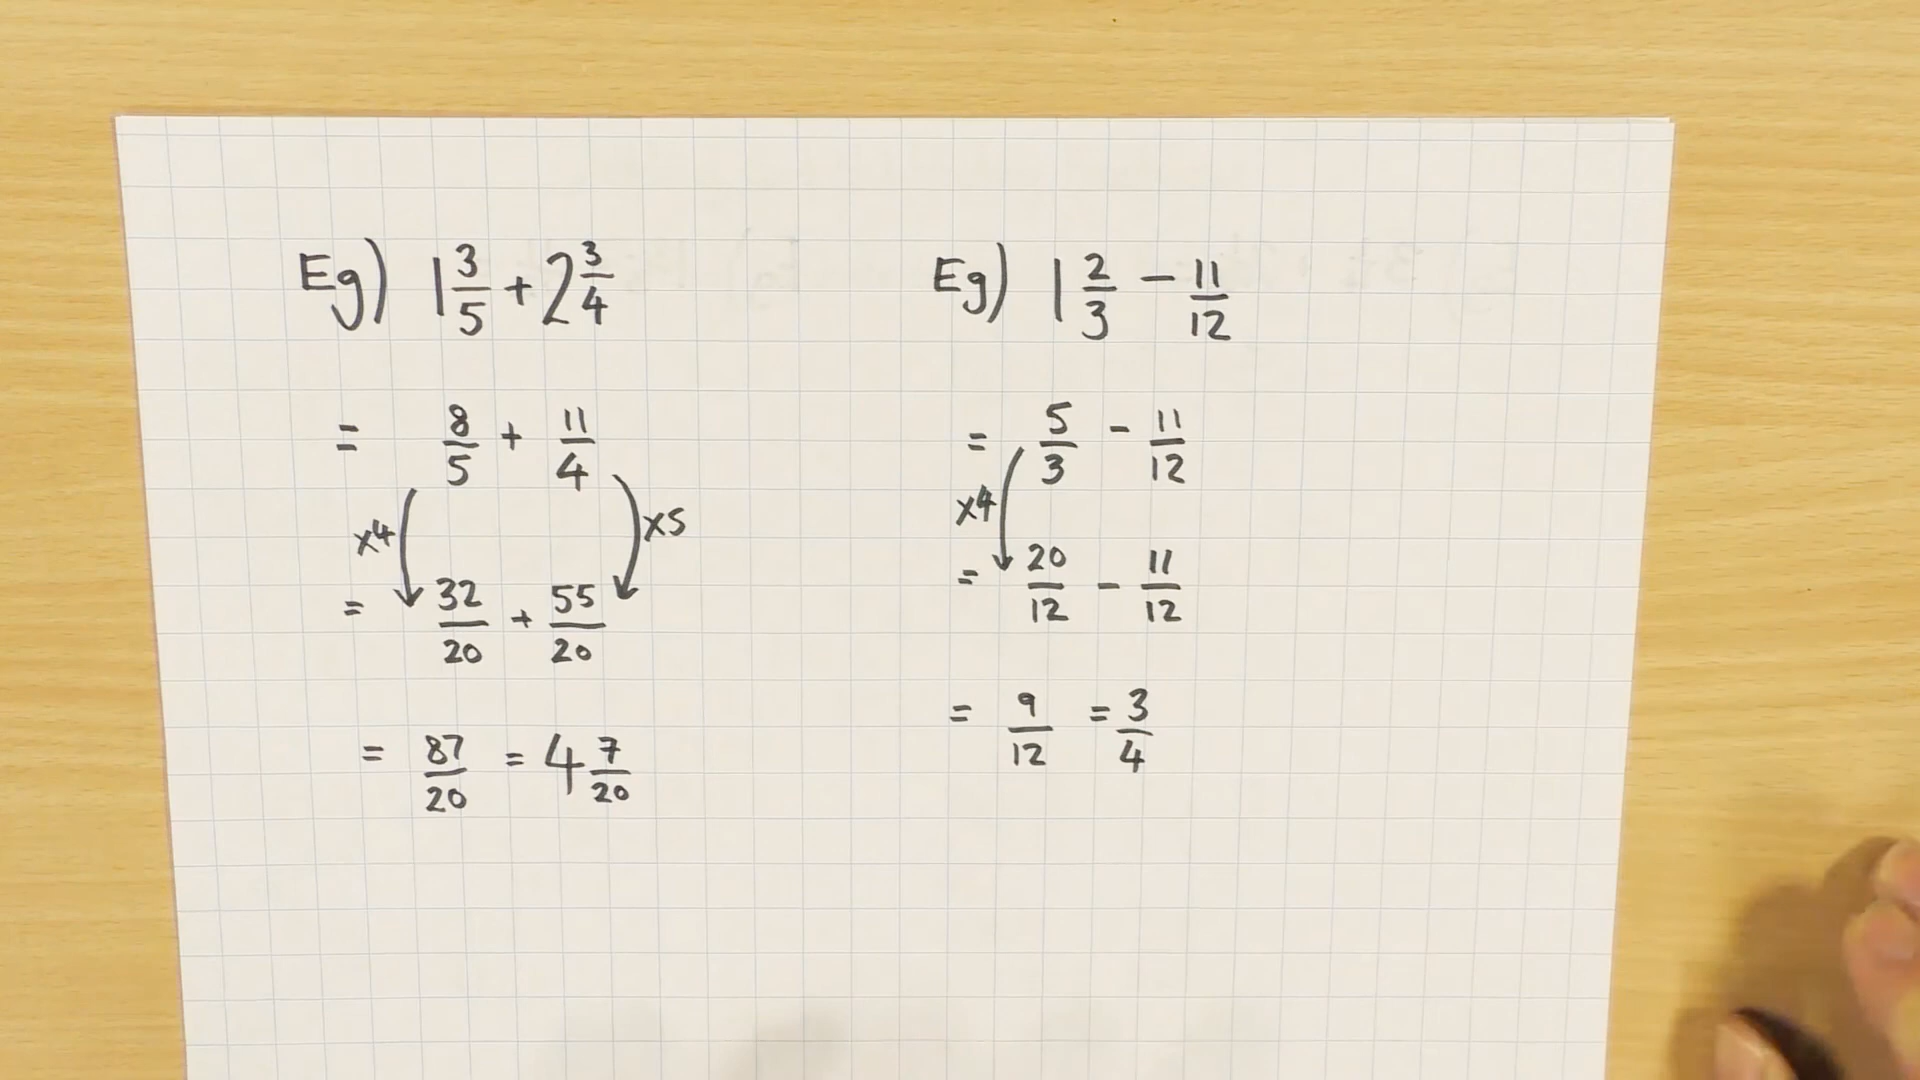 Eg) 1 3/5 + 2 3/4
= 8/5 + 11/4
x4 x5
= 32/20 + 55/20
= 87/20 = 4 7/20
Eg) 1 2/3 - 11/12
= 5/3 - 11/12
x4
= 20/12 - 11/12
= 9/12 = 3/4